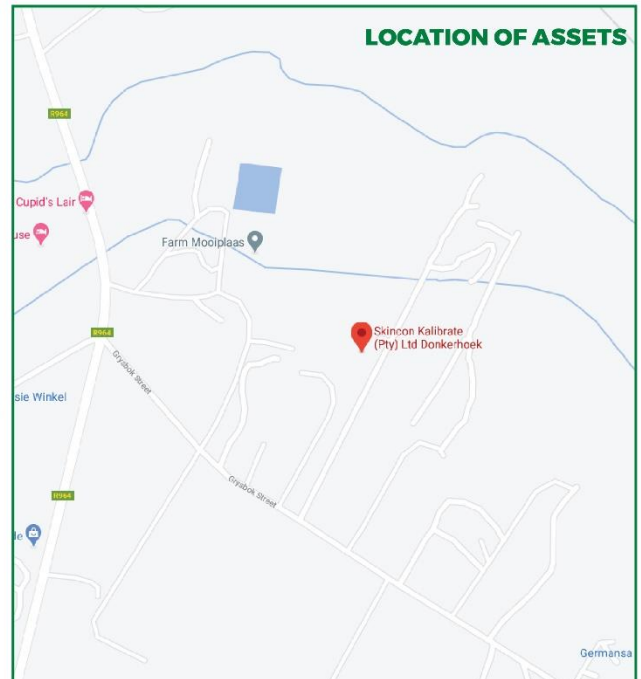 LOCATION OF ASSETS
R964
Cupid's Lair
use
Farm Mooiplaas
Skincon Kalibrate
(Pty) Ltd Donkerhoek
R964
Grysbok Street
sie Winkel
Grysbok Street
R964
le
Germansa